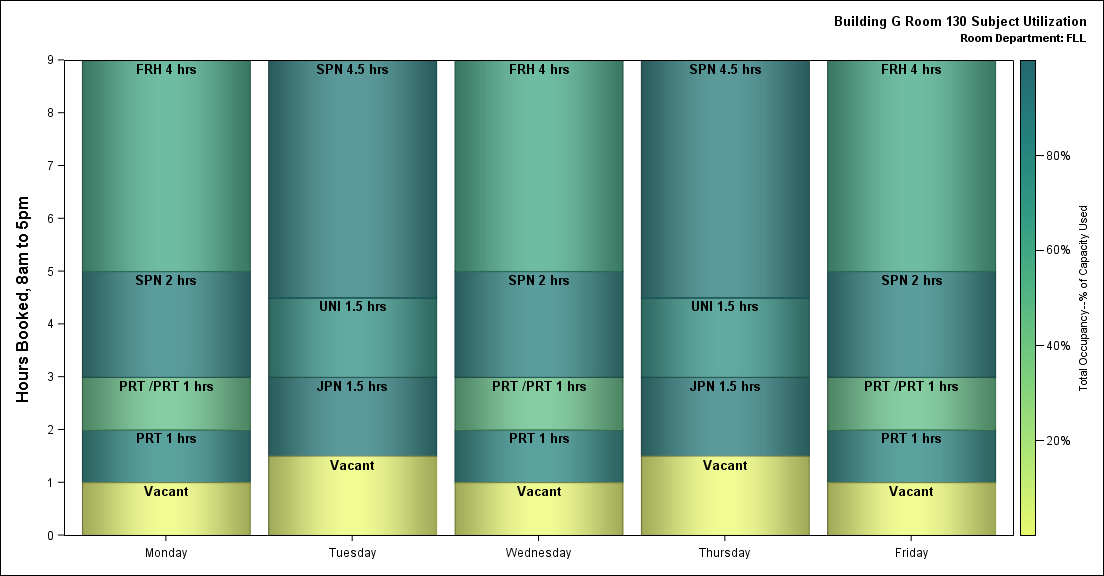 Building G Room 130 Subject Utilization
Room Department: FLL
Hours Booked, 8am to 5pm
9
8
7
6
5
4
3
2
1
0
FRH 4 hrs
SPN 2 hrs
PRT /PRT 1 hrs
PRT 1 hrs
Vacant
Monday
SPN 4.5 hrs
UNI 1.5 hrs
JPN 1.5 hrs
Vacant
Tuesday
FRH 4 hrs
SPN 2 hrs
PRT /PRT 1 hrs
PRT 1 hrs
Vacant
Wednesday
SPN 4.5 hrs
UNI 1.5 hrs
JPN 1.5 hrs
Vacant
Thursday
FRH 4 hrs
SPN 2 hrs
PRT /PRT 1 hrs
PRT 1 hrs
Vacant
Friday
80%
60%
40%
20%
Total Occupancy--% of Capacity Used